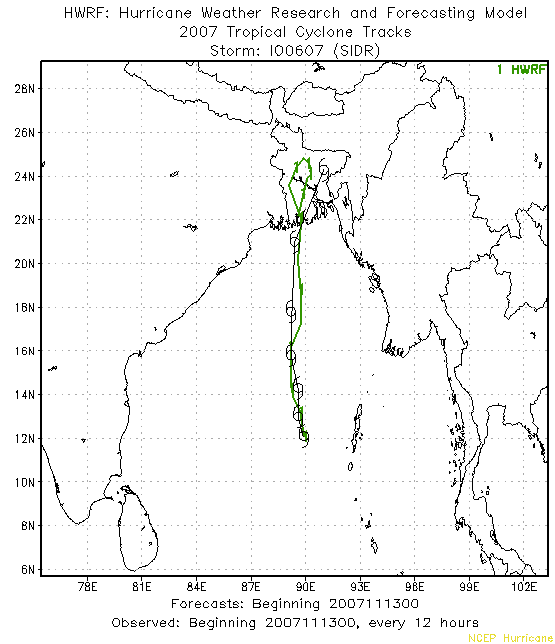 HWRF: Hurricane Weather Research and Forecasting Model
2007 Tropical Cyclone Tracks
Storm: IO0607 (SIDR)
1 HWRF
28N
26N
24N
22N
20N
18N
16N
14N
12N
10N
8N
6N
78E 81E 84E 87E 90E 93E 96E 99E 102E
Forecasts: Beginning 2007111300
Observed: Beginning 2007111300, every 12 hours
NCEP Hurricane